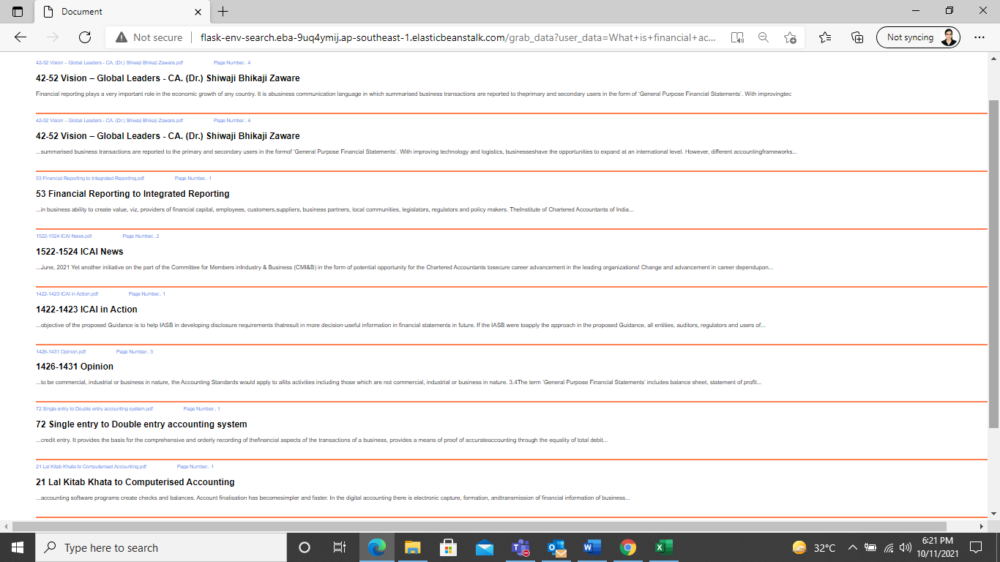 Document
Not secure
flask-env-search.eba-9uq4ymij.ap-southeast-1.elasticbeanstalk.com/grab_data?user_data=What+is+financial+ac...
Not syncing
42-52 Vision – Global Leaders - CA. (Dr.) Shiwaji Bhikaji Zaware.pdf Page Number.. 4
42-52 Vision – Global Leaders - CA. (Dr.) Shiwaji Bhikaji Zaware
Financial reporting plays a very important role in the economic growth of any country. It is abusiness communication language in which summarised business transactions are reported to theprimary and secondary users in the form of 'General Purpose Financial Statements'. With improvingtec
42-52 Vision – Global Leaders - CA. (Dr.) Shiwaji Bhikaji Zaware.pdf Page Number.. 4
42-52 Vision – Global Leaders - CA. (Dr.) Shiwaji Bhikaji Zaware
...summarised business transactions are reported to the primary and secondary users in the formof 'General Purpose Financial Statements'. With improving technology and logistics, businesseshave the opportunities to expand at an international level. However, different accountingframeworks...
53 Financial Reporting to Integrated Reporting.pdf Page Number.. 1
53 Financial Reporting to Integrated Reporting
...in business ability to create value, viz, providers of financial capital, employees, customers,suppliers, business partners, local communities, legislators, regulators and policy makers. TheInstitute of Chartered Accountants of India...
1522-1524 ICAI News.pdf Page Number.. 2
1522-1524 ICAI News
...June, 2021 Yet another initiative on the part of the Committee for Members inIndustry & Business (CMI&B) in the form of potential opportunity for the Chartered Accountants tosecure career advancement in the leading organizations! Change and advancement in career dependupon...
1422-1423 ICAI in Action.pdf Page Number.. 1
1422-1423 ICAI in Action
...objective of the proposed Guidance is to help IASB in developing disclosure requirements thatresult in more decision-useful information in financial statements in future. If the IASB were toapply the approach in the proposed Guidance, all entities, auditors, regulators and users of...
1426-1431 Opinion.pdf Page Number.. 3
1426-1431 Opinion
...to be commercial, industrial or business in nature, the Accounting Standards would apply to allits activities including those which are not commercial, industrial or business in nature. 3.4The term 'General Purpose Financial Statements' includes balance sheet, statement of profit...
72 Single entry to Double entry accounting system.pdf Page Number.. 1
72 Single entry to Double entry accounting system
...credit entry. It provides the basis for the comprehensive and orderly recording of thefinancial aspects of the transactions of a business, provides a means of proof of accurateaccounting through the equality of total debit...
21 Lal Kitab Khata to Computerised Accounting.pdf Page Number.. 1
21 Lal Kitab Khata to Computerised Accounting
...accounting software programs create checks and balances. Account finalisation has becomesimpler and faster. In the digital accounting there is electronic capture, formation, andtransmission of financial information of business...
Type here to search
32°C
6:21 PM
10/11/2021